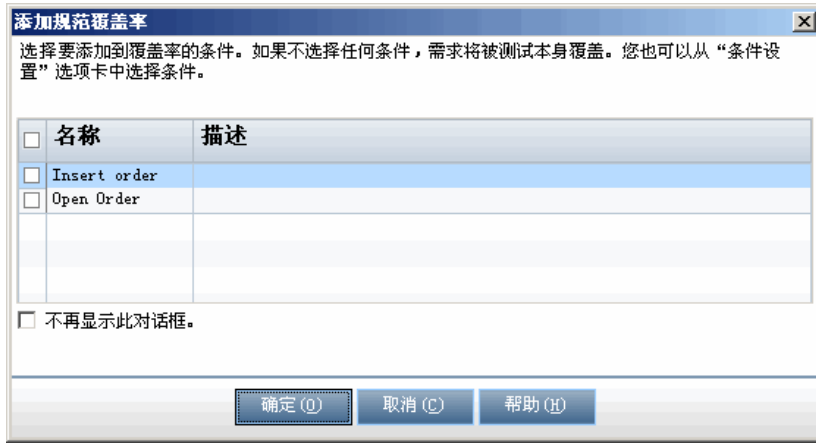 添加规范覆盖率
选择要添加到覆盖率的条件。如果不选择任何条件，需求将被测试本身覆盖。您也可以从“条件设
置”选项卡中选择条件。
名称 描述
Insert order
Open Order
不再显示此对话框。
确定(O) 取消(C) 帮助(H)